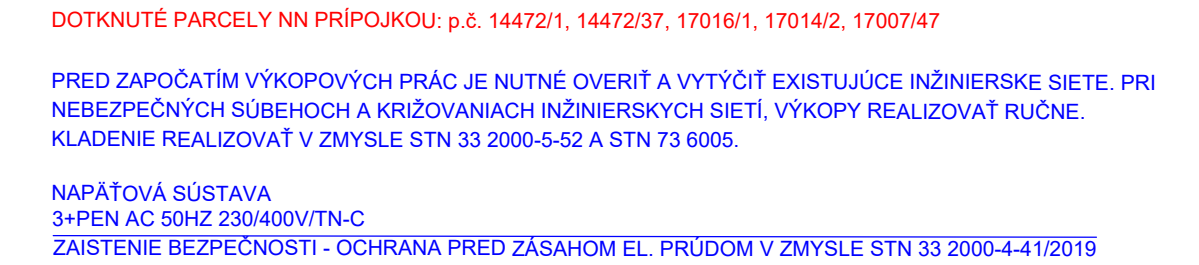 DOTKNUTÉ PARCELY NN PRÍPOJKOU: p.č. 14472/1, 14472/37, 17016/1, 17014/2, 17007/47
PRED ZAPOČATÍM VÝKOPOVÝCH PRÁC JE NUTNÉ OVERIŤ A VYTÝČIŤ EXISTUJÚCE INŽINIERSKE SIETE. PRI
NEBEZPEČNÝCH SÚBEHOCH A KRIŽOVANIACH INŽINIERSKYCH SIETÍ, VÝKOPY REALIZOVAŤ RUČNE.
KLADENIE REALIZOVAŤ V ZMYSLE STN 33 2000-5-52 A STN 73 6005.
NAPÄŤOVÁ SÚSTAVA
3+PEN AC 50HZ 230/400V/TN-C
ZAISTENIE BEZPEČNOSTI - OCHRANA PRED ZÁSAHOM EL. PRÚDOM V ZMYSLE STN 33 2000-4-41/2019